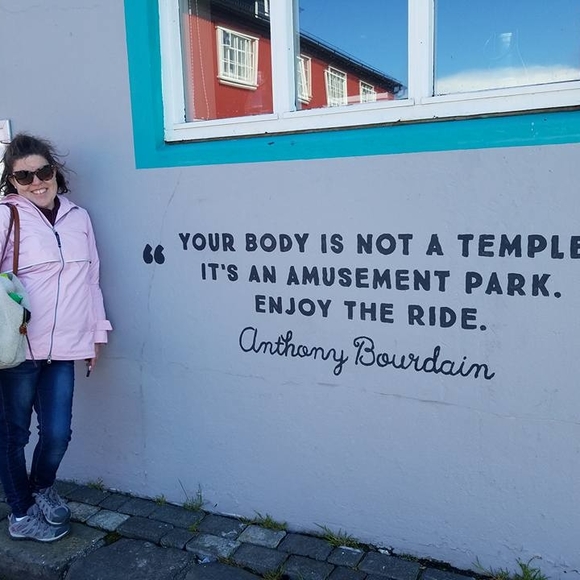 “ YOUR BODY IS NOT A TEMPLE
IT'S AN AMUSEMENT PARK.
ENJOY THE RIDE.
Anthony Bourdain